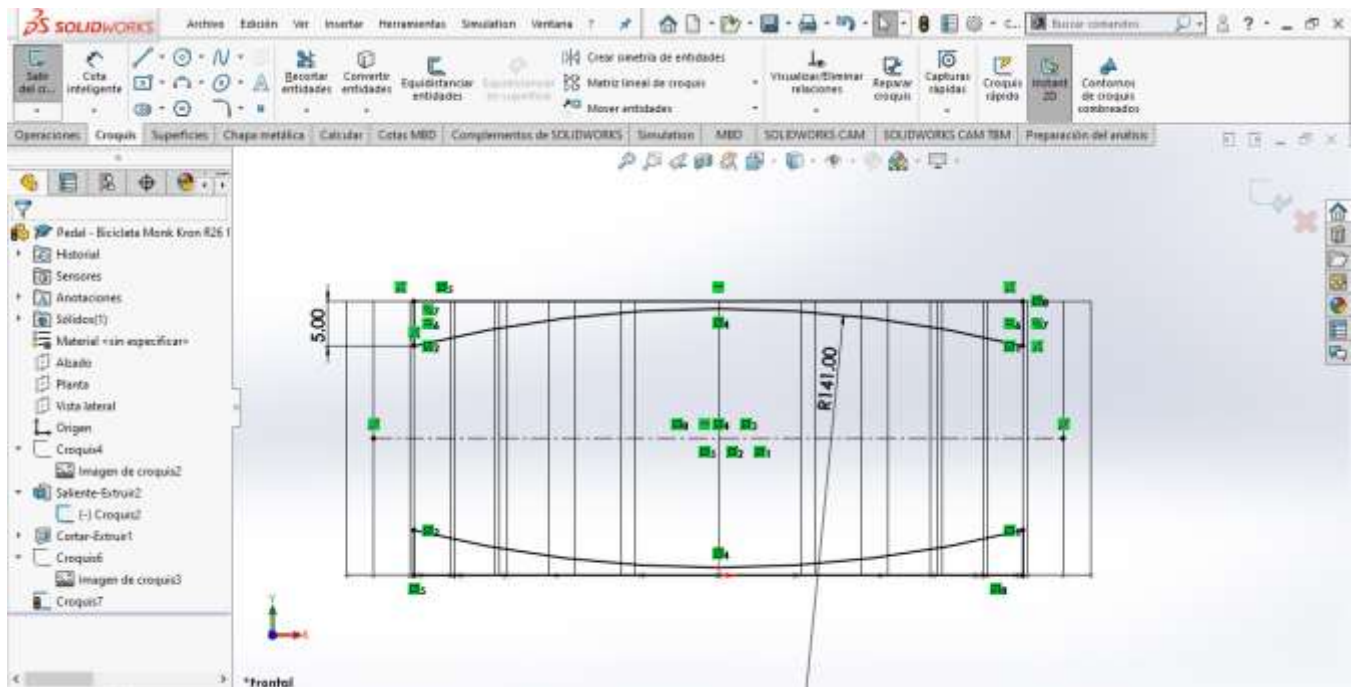 SOLIDWORKS
Archivo Edición Ver Insertar Herramientas Simulation Ventana ?
Buscar comandos
Salir del cr...
Cota inteligente
Recortar entidades
Convertir entidades
Equidistanciar entidades
Crear simetría de entidades
Matriz lineal de croquis
Mover entidades
Visualizar/Eliminar relaciones
Reparar croquis
Capturas rápidas
Croquis rápido
Instant 2D
Contornos de croquis sombreados
Operaciones Croquis Superficies Chapa metálica Calcular Cotas MBD Complementos de SOLIDWORKS Simulation MBD SOLIDWORKS CAM SOLIDWORKS CAM TBM Preparación del análisis
Pedal - Bicicleta Monk Kron R26 1
Historial
Sensores
Anotaciones
Sólidos(1)
Material <sin especificar>
Alzado
Planta
Vista lateral
Origen
Croquis4
Imagen de croquis2
Saliente-Extruir2
(-) Croquis2
Cortar-Extruir1
Croquis6
Imagen de croquis3
Croquis7
5.00
R141.00
Y
X
*Frontal